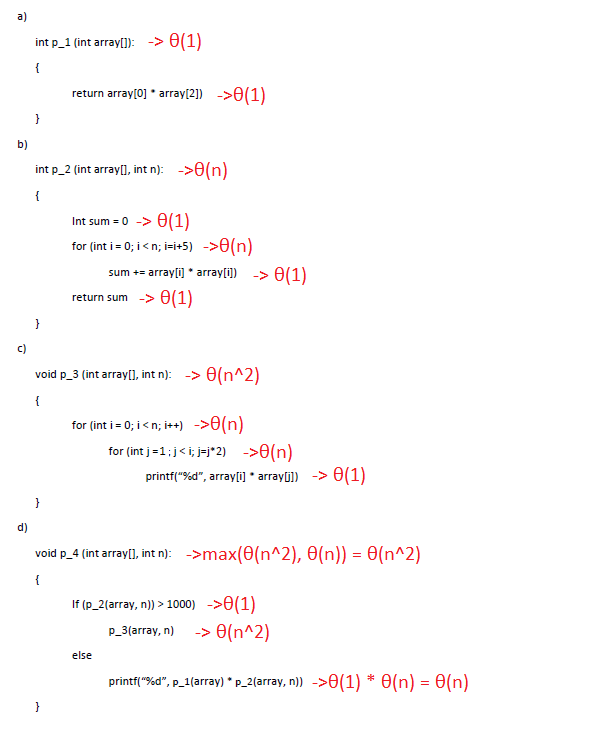 a)
int p_1 (int array[]): -> θ(1)
{
return array[0] * array[2]) ->θ(1)
}
b)
int p_2 (int array[], int n): ->θ(n)
{
Int sum = 0 -> θ(1)
for (int i = 0; i < n; i=i+5) ->θ(n)
sum += array[i] * array[i]) -> θ(1)
return sum -> θ(1)
}
c)
void p_3 (int array[], int n): -> θ(n^2)
{
for (int i = 0; i < n; i++) ->θ(n)
for (int j =1 ; j < i; j=j*2) ->θ(n)
printf(“%d”, array[i] * array[j]) -> θ(1)
}
d)
void p_4 (int array[], int n): ->max(θ(n^2), θ(n)) = θ(n^2)
{
If (p_2(array, n)) > 1000) ->θ(1)
p_3(array, n) -> θ(n^2)
else
printf(“%d”, p_1(array) * p_2(array, n)) ->θ(1) * θ(n) = θ(n)
}